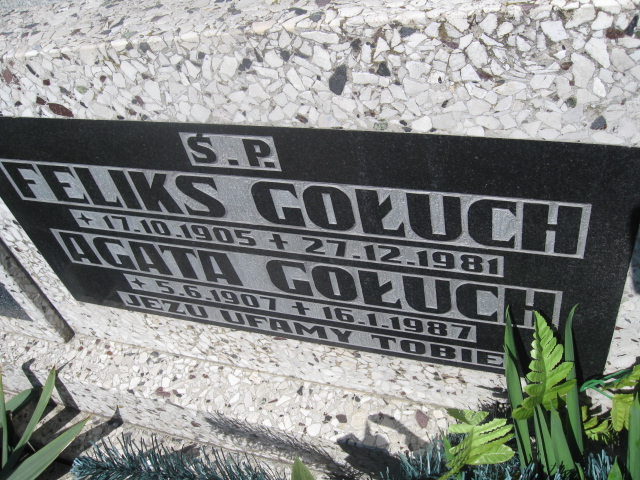 Ś.P.
FELIKS GOŁUCH
+ 17.10.1905 + 27.12.1981
AGATA GOŁUCH
+ 5.6.1907 + 16.1.1987
JEZU UFAMY TOBIE